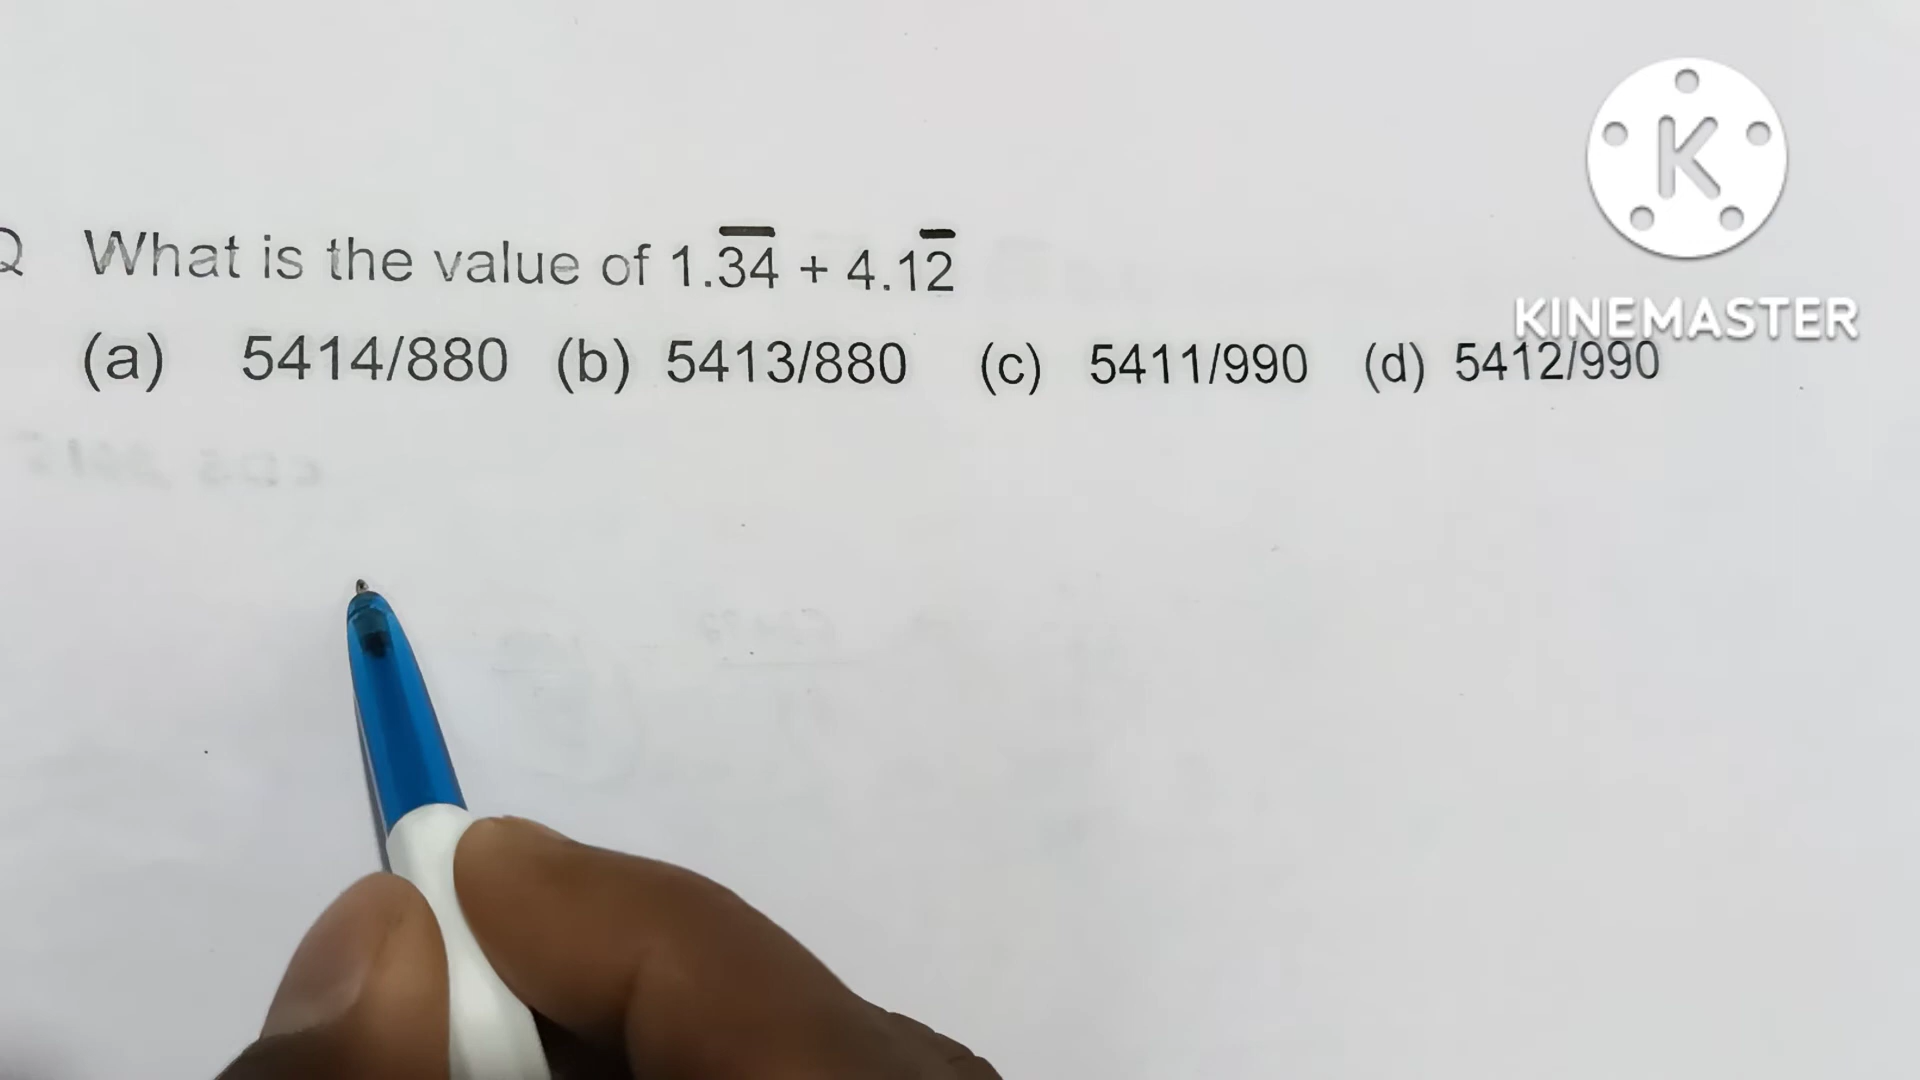 Q What is the value of 1.3̅4̅ + 4.12̅
(a) 5414/880 (b) 5413/880 (c) 5411/990 (d) 5412/990
K
KINEMASTER